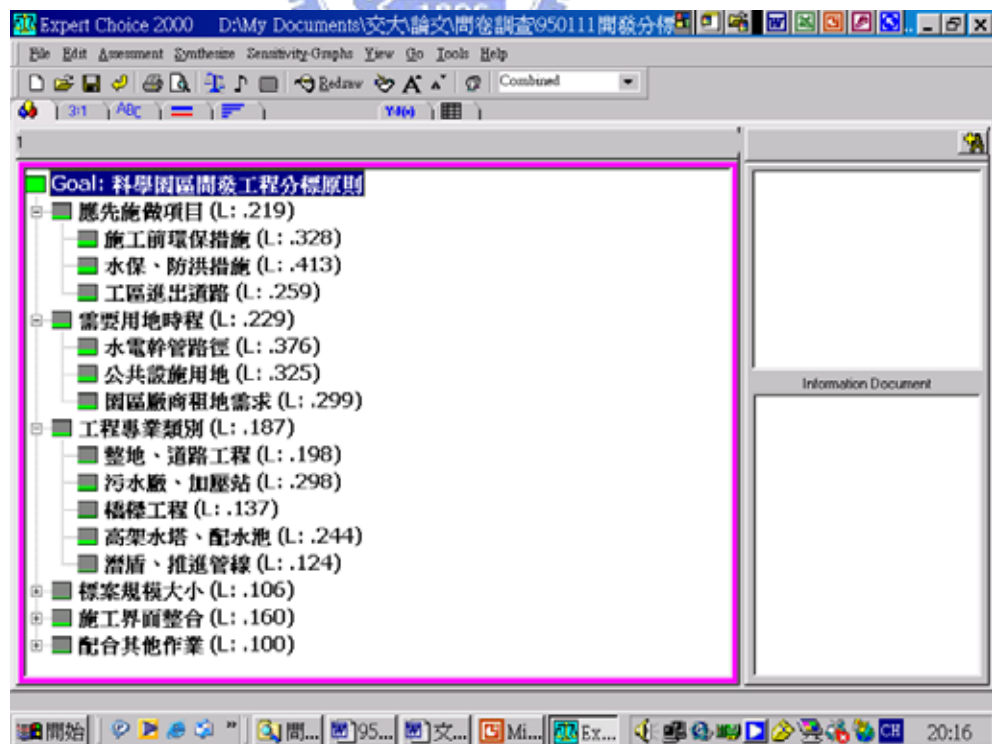 Expert Choice 2000 D:\My Documents\交大\論文\問卷調查\950111開發分標
File Edit Assessment Synthesize Sensitivity-Graphs View Go Tools Help
Redraw A A Combined
3:1 ABC Y=f(x)
1 1
Goal: 科學園區開發工程分標原則
應先施做項目 (L: .219)
施工前環保措施 (L: .328)
水保、防洪措施 (L: .413)
工區進出道路 (L: .259)
需要用地時程 (L: .229)
水電幹管路徑 (L: .376)
公共設施用地 (L: .325)
園區廠商租地需求 (L: .299)
工程專業類別 (L: .187)
整地、道路工程 (L: .198)
污水廠、加壓站 (L: .298)
橋樑工程 (L: .137)
高架水塔、配水池 (L: .244)
潛盾、推進管線 (L: .124)
標案規模大小 (L: .106)
施工界面整合 (L: .160)
配合其他作業 (L: .100)
Information Document
開始 問... 95... 交... Mi... Ex... CH 20:16